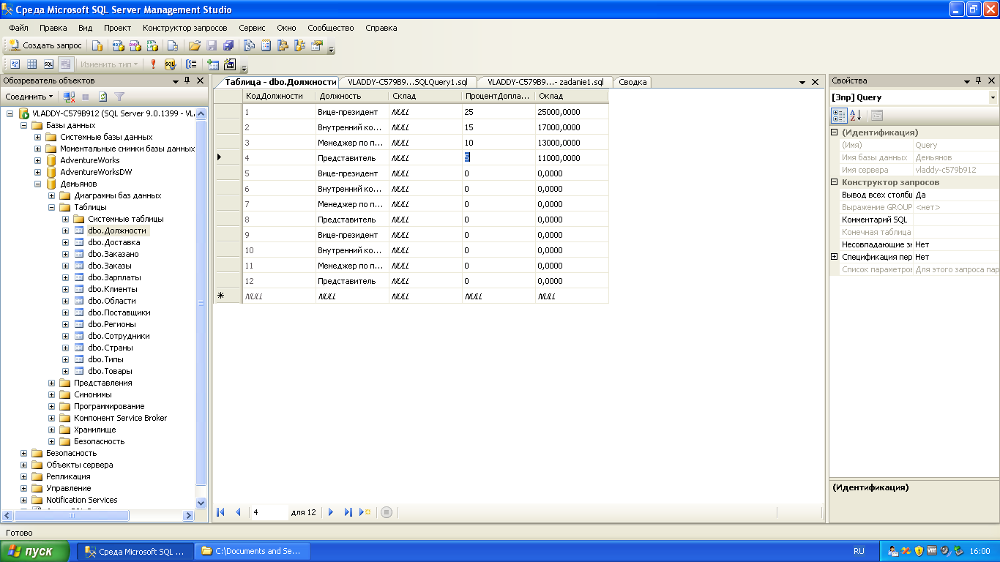 Среда Microsoft SQL Server Management Studio
Файл Правка Вид Проект Конструктор запросов Сервис Окно Сообщество Справка
Создать запрос
Изменить тип
Обозреватель объектов
Соединить
VLADDY-C579B912 (SQL Server 9.0.1399 - VL
Базы данных
Системные базы данных
Моментальные снимки базы данных
AdventureWorks
AdventureWorksDW
Демьянов
Диаграммы баз данных
Таблицы
Системные таблицы
dbo.Должности
dbo.Доставка
dbo.Заказано
dbo.Заказы
dbo.Зарплаты
dbo.Клиенты
dbo.Области
dbo.Поставщики
dbo.Регионы
dbo.Сотрудники
dbo.Страны
dbo.Типы
dbo.Товары
Представления
Синонимы
Программирование
Компонент Service Broker
Хранилище
Безопасность
Безопасность
Объекты сервера
Репликация
Управление
Notification Services
Таблица - dbo.Должности VLADDY-C579B9...SQLQuery1.sql VLADDY-C579B9...- zadanie1.sql Сводка
КодДолжности Должность Склад ПроцентДопла... Оклад
1 Вице-президент NULL 25 25000,0000
2 Внутренний ко... NULL 15 17000,0000
3 Менеджер по п... NULL 10 13000,0000
4 Представитель NULL 5 11000,0000
5 Вице-президент NULL 0 0,0000
6 Внутренний ко... NULL 0 0,0000
7 Менеджер по п... NULL 0 0,0000
8 Представитель NULL 0 0,0000
9 Вице-президент NULL 0 0,0000
10 Внутренний ко... NULL 0 0,0000
11 Менеджер по п... NULL 0 0,0000
12 Представитель NULL 0 0,0000
NULL NULL NULL NULL NULL
4 для 12
Свойства
[Зпр] Query
(Идентификация)
(Имя) Query
Имя базы данных Демьянов
Имя сервера vladdy-c579b912
Конструктор запросов
Вывод всех столбц Да
Выражение GROUP <нет>
Комментарий SQL
Конечная таблица
Несовпадающие зн Нет
Спецификация пер Нет
Список параметров Для этого запроса пар
(Идентификация)
Готово
пуск Среда Microsoft SQL ... C:\Documents and Se... RU 16:00